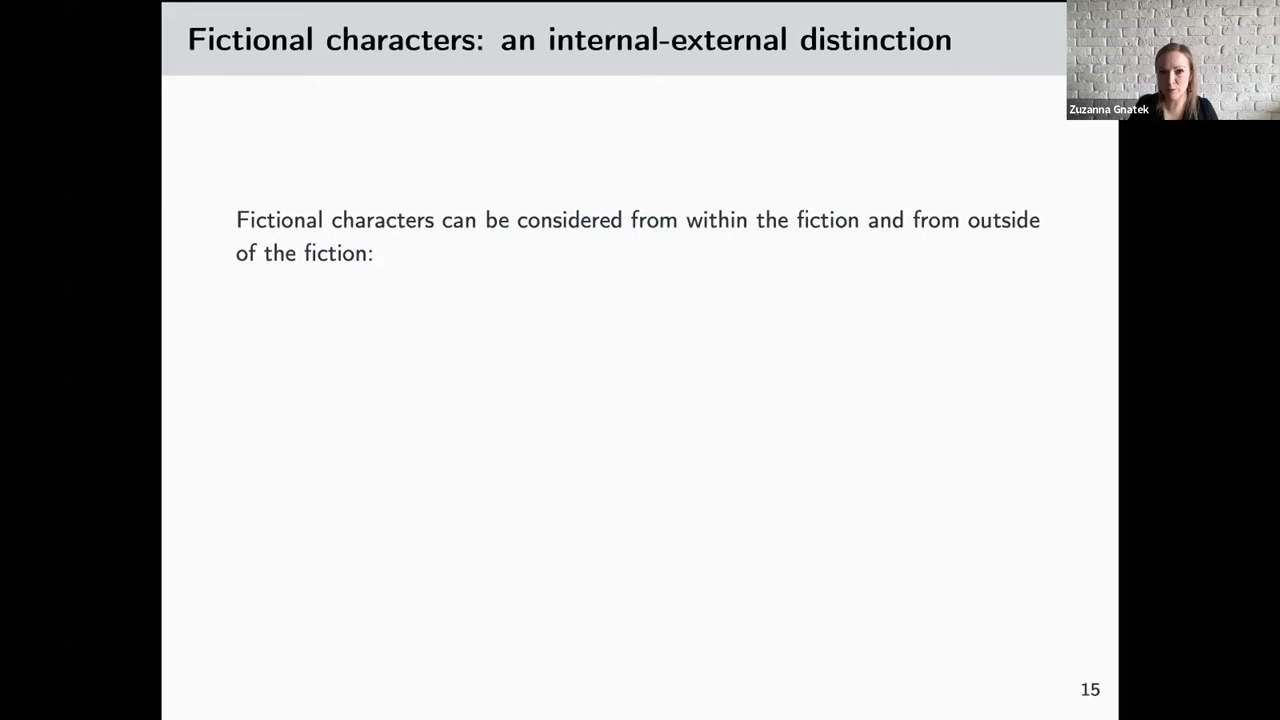 Fictional characters: an internal-external distinction
Zuzanna Gnatek
Fictional characters can be considered from within the fiction and from outside
of the fiction:
15